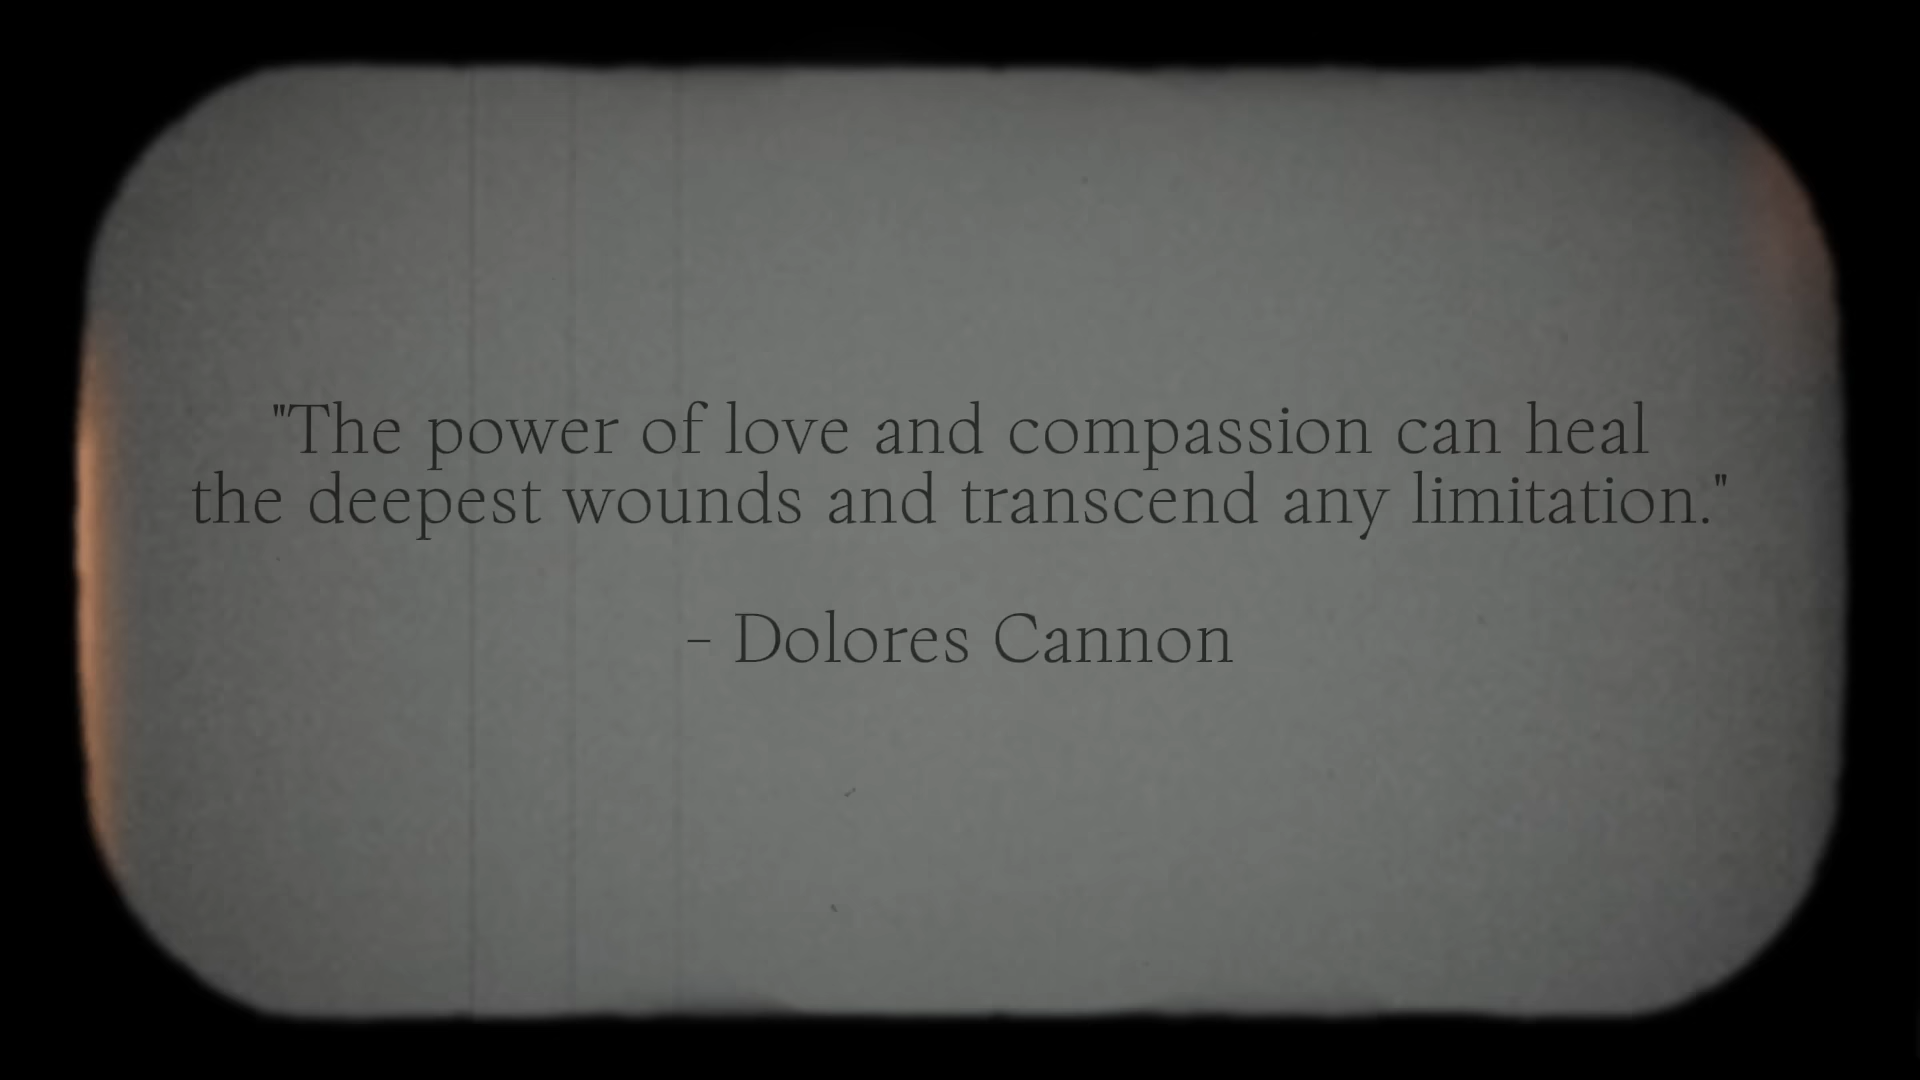 "The power of love and compassion can heal
the deepest wounds and transcend any limitation."
- Dolores Cannon